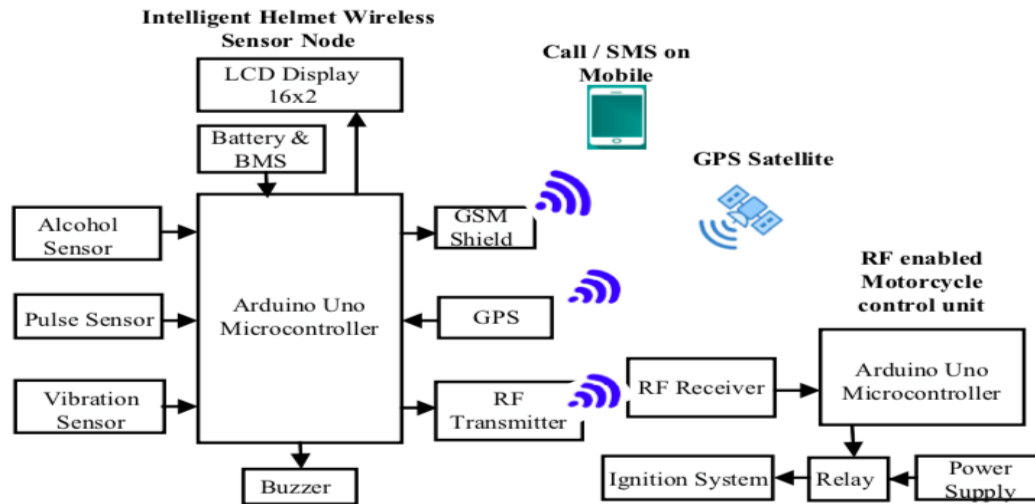 Intelligent Helmet Wireless
Sensor Node
LCD Display
16x2
Call / SMS on
Mobile
Battery &
BMS
GPS Satellite
Alcohol
Sensor
GSM
Shield
RF enabled
Motorcycle
control unit
Arduino Uno
Microcontroller
Pulse Sensor
GPS
Arduino Uno
Microcontroller
Vibration
Sensor
RF
Transmitter
RF Receiver
Buzzer
Ignition System
Relay
Power
Supply